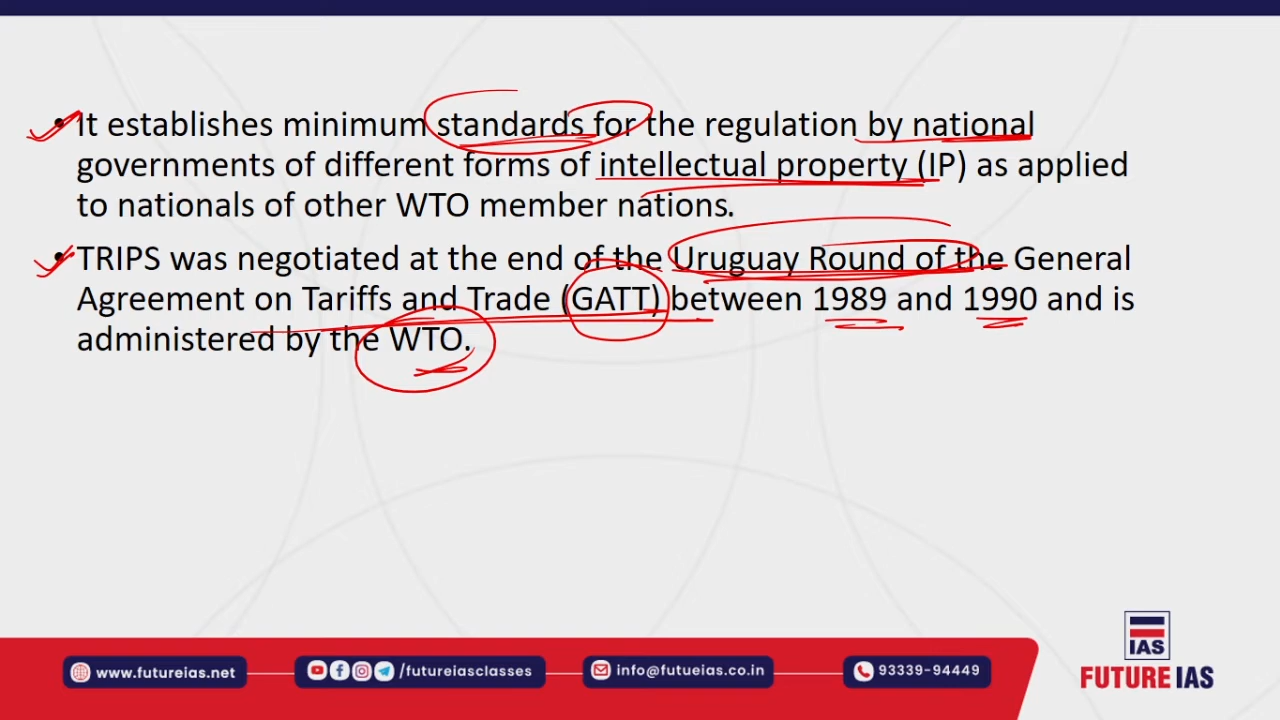 • It establishes minimum standards for the regulation by national
governments of different forms of intellectual property (IP) as applied
to nationals of other WTO member nations.
• TRIPS was negotiated at the end of the Uruguay Round of the General
Agreement on Tariffs and Trade (GATT) between 1989 and 1990 and is
administered by the WTO.
IAS
FUTURE IAS
www.futureias.net
/futureiasclasses
info@futueias.co.in
93339-94449